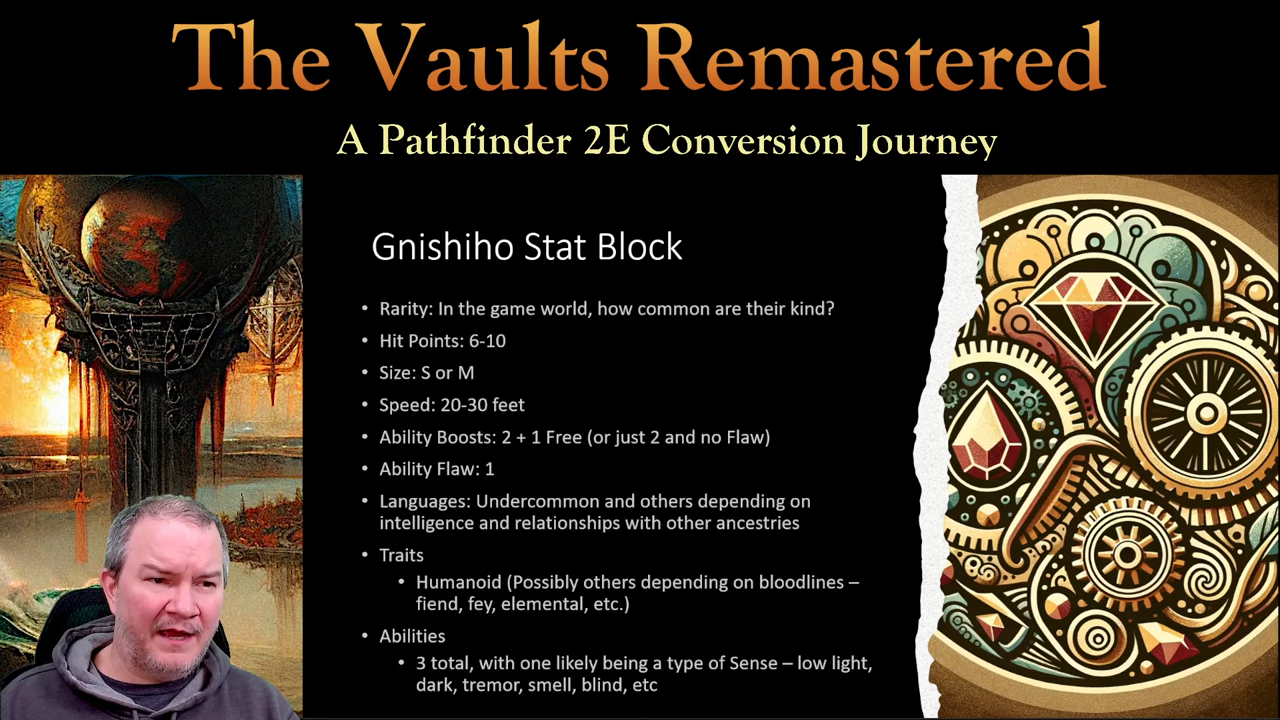 The Vaults Remastered
A Pathfinder 2E Conversion Journey
Gnishiho Stat Block
• Rarity: In the game world, how common are their kind?
• Hit Points: 6-10
• Size: S or M
• Speed: 20-30 feet
• Ability Boosts: 2 + 1 Free (or just 2 and no Flaw)
• Ability Flaw: 1
• Languages: Undercommon and others depending on
intelligence and relationships with other ancestries
• Traits
• Humanoid (Possibly others depending on bloodlines –
fiend, fey, elemental, etc.)
• Abilities
• 3 total, with one likely being a type of Sense – low light,
dark, tremor, smell, blind, etc